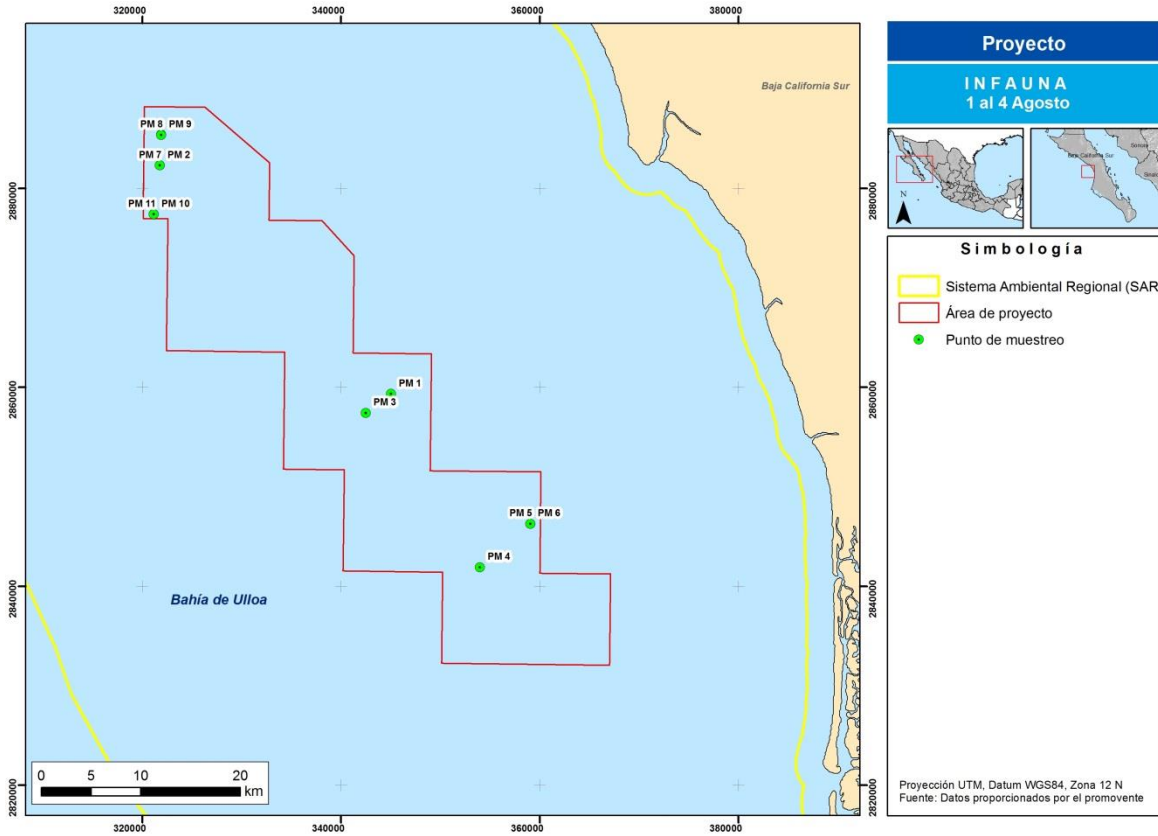 320000 340000 360000 380000
Baja California Sur
PM 8 PM 9
PM 7 PM 2
PM 11 PM 10
PM 1
PM 3
PM 5 PM 6
PM 4
Bahía de Ulloa
2880000 2860000 2840000 2820000
2880000 2860000 2840000 2820000
0 5 10 20
km
320000 340000 360000 380000
Proyecto
INFAUNA
1 al 4 Agosto
N
Baja California Sur
Sonora
Simbología
Sistema Ambiental Regional (SAR
Área de proyecto
Punto de muestreo
Proyección UTM, Datum WGS84, Zona 12 N
Fuente: Datos proporcionados por el promovente